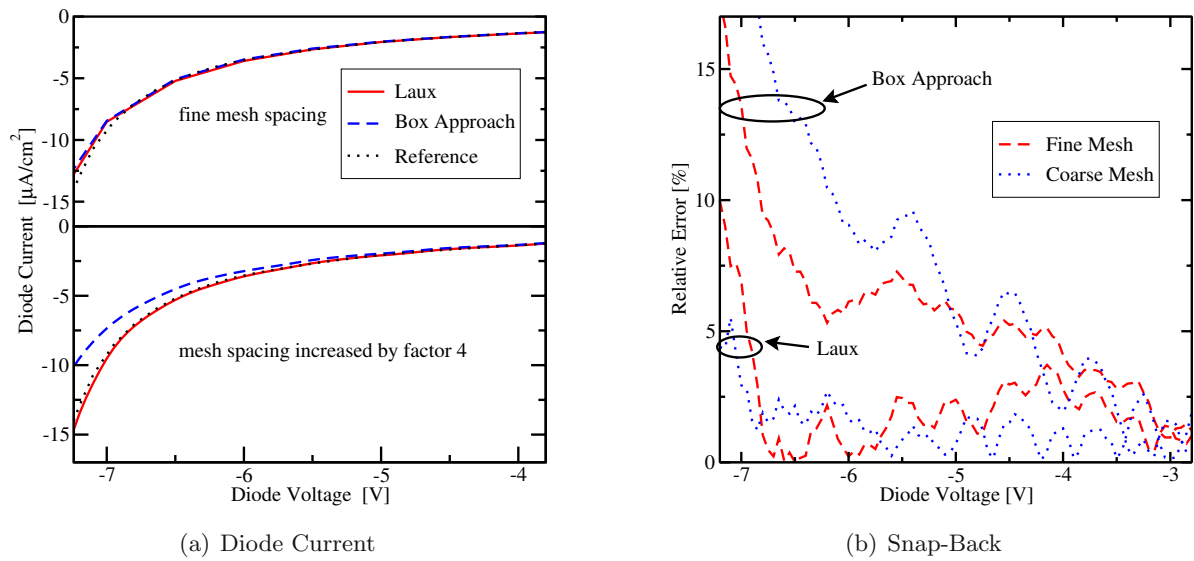 0
-5
-10
-15
0
-5
-10
-15
Diode Current [μA/cm²]
fine mesh spacing
Laux
Box Approach
Reference
mesh spacing increased by factor 4
-7
-6
-5
-4
Diode Voltage [V]
(a) Diode Current
15
10
5
0
Relative Error [%]
Box Approach
Fine Mesh
Coarse Mesh
Laux
-7
-6
-5
-4
-3
Diode Voltage [V]
(b) Snap-Back